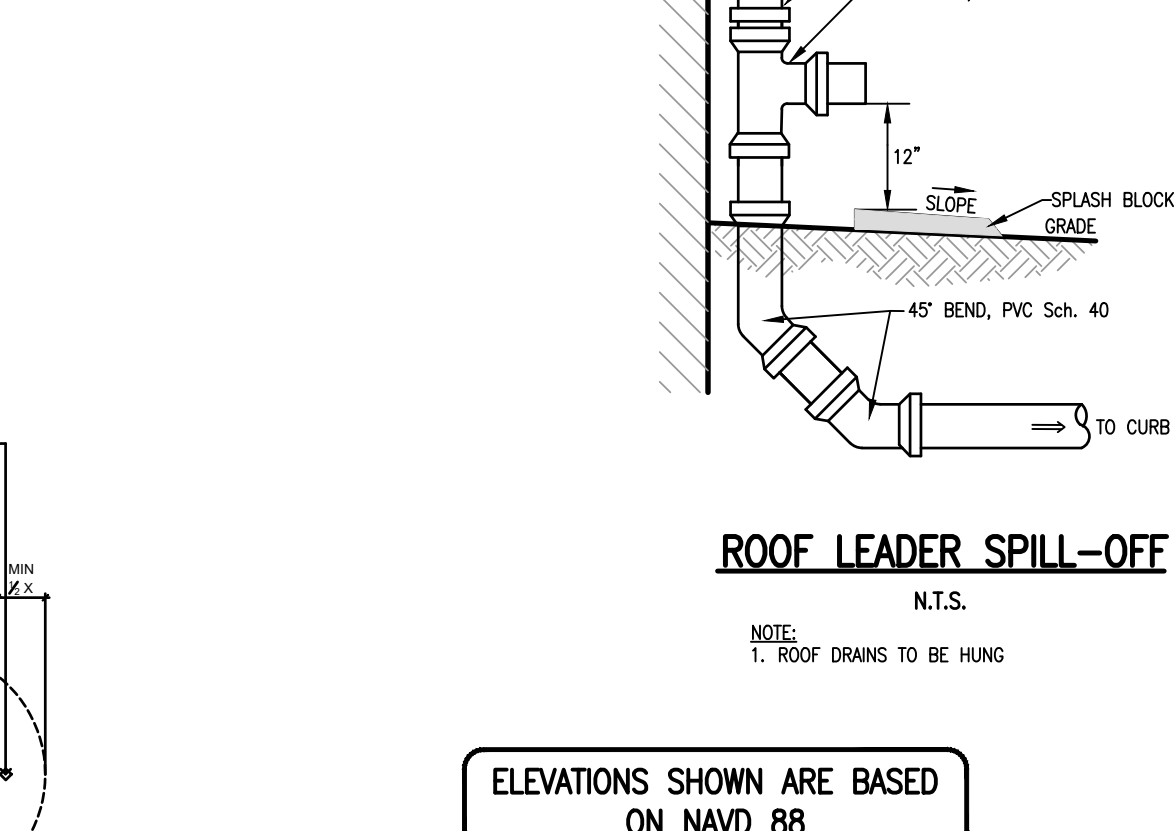 12"
SLOPE
SPLASH BLOCK
GRADE
45° BEND, PVC Sch. 40
TO CURB
ROOF LEADER SPILL-OFF
N.T.S.
NOTE:
1. ROOF DRAINS TO BE HUNG
MIN
½ X
ELEVATIONS SHOWN ARE BASED
ON NAVD 88